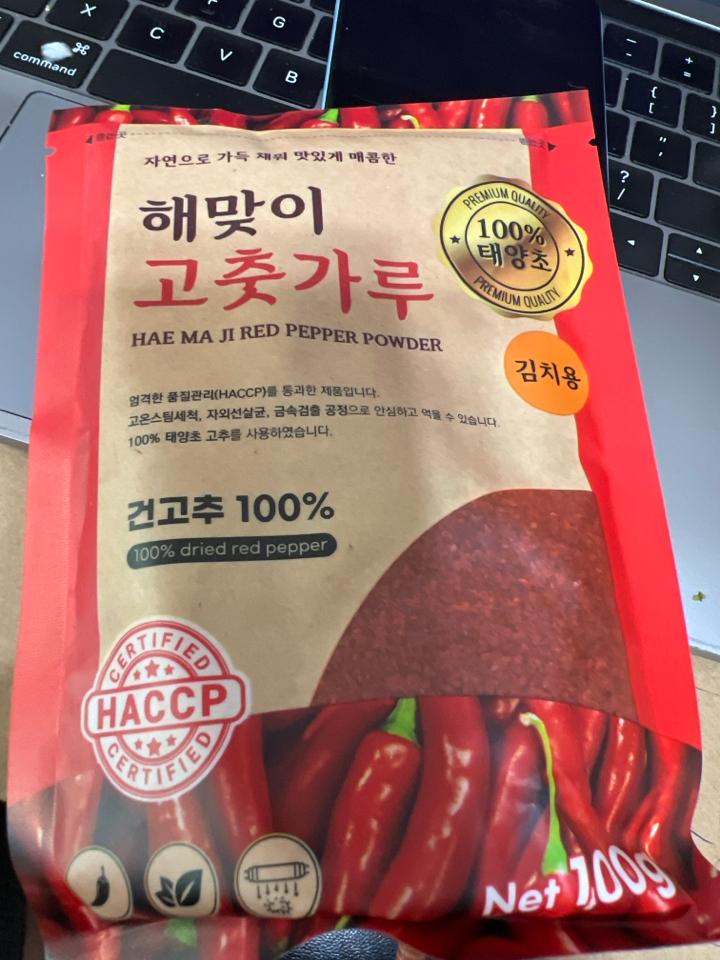 X
C
V
B
G
command
⌘
자연으로 가득 채워 맛있게 매콤한
해맞이
고춧가루
HAE MA JI RED PEPPER POWDER
PREMIUM QUALITY
100%
태양초
PREMIUM QUALITY
김치용
엄격한 품질관리(HACCP)를 통과한 제품입니다.
고온스팀세척, 자외선살균, 금속검출 공정으로 안심하고 먹을 수 있습니다.
100% 태양초 고추를 사용하였습니다.
건고추 100%
100% dried red pepper
CERTIFIED
HACCP
CERTIFIED
Net 100g